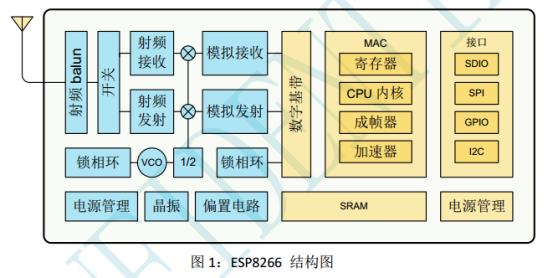 射频 balun
开关
射频
接收
模拟接收
射频
发射
模拟发射
锁相环
VCO
1/2
锁相环
数字基带
MAC
寄存器
CPU 内核
成帧器
加速器
接口
SDIO
SPI
GPIO
I2C
电源管理
晶振
偏置电路
SRAM
电源管理
图 1：ESP8266 结构图